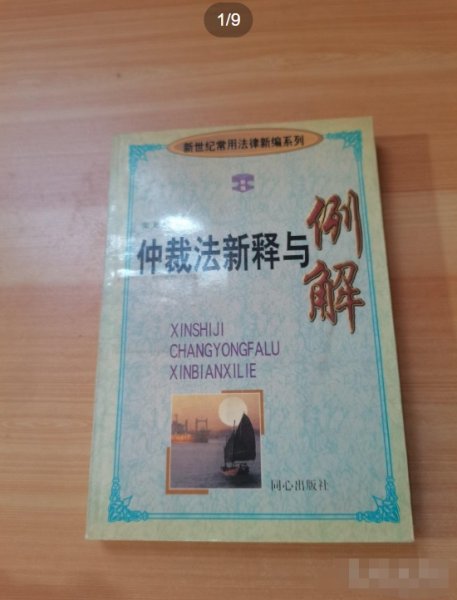 1/9
新世纪常用法律新编系列
仲裁法新释与
例解
XINSHIJI
CHANGYONGFALU
XINBIANXILIE
同心出版社